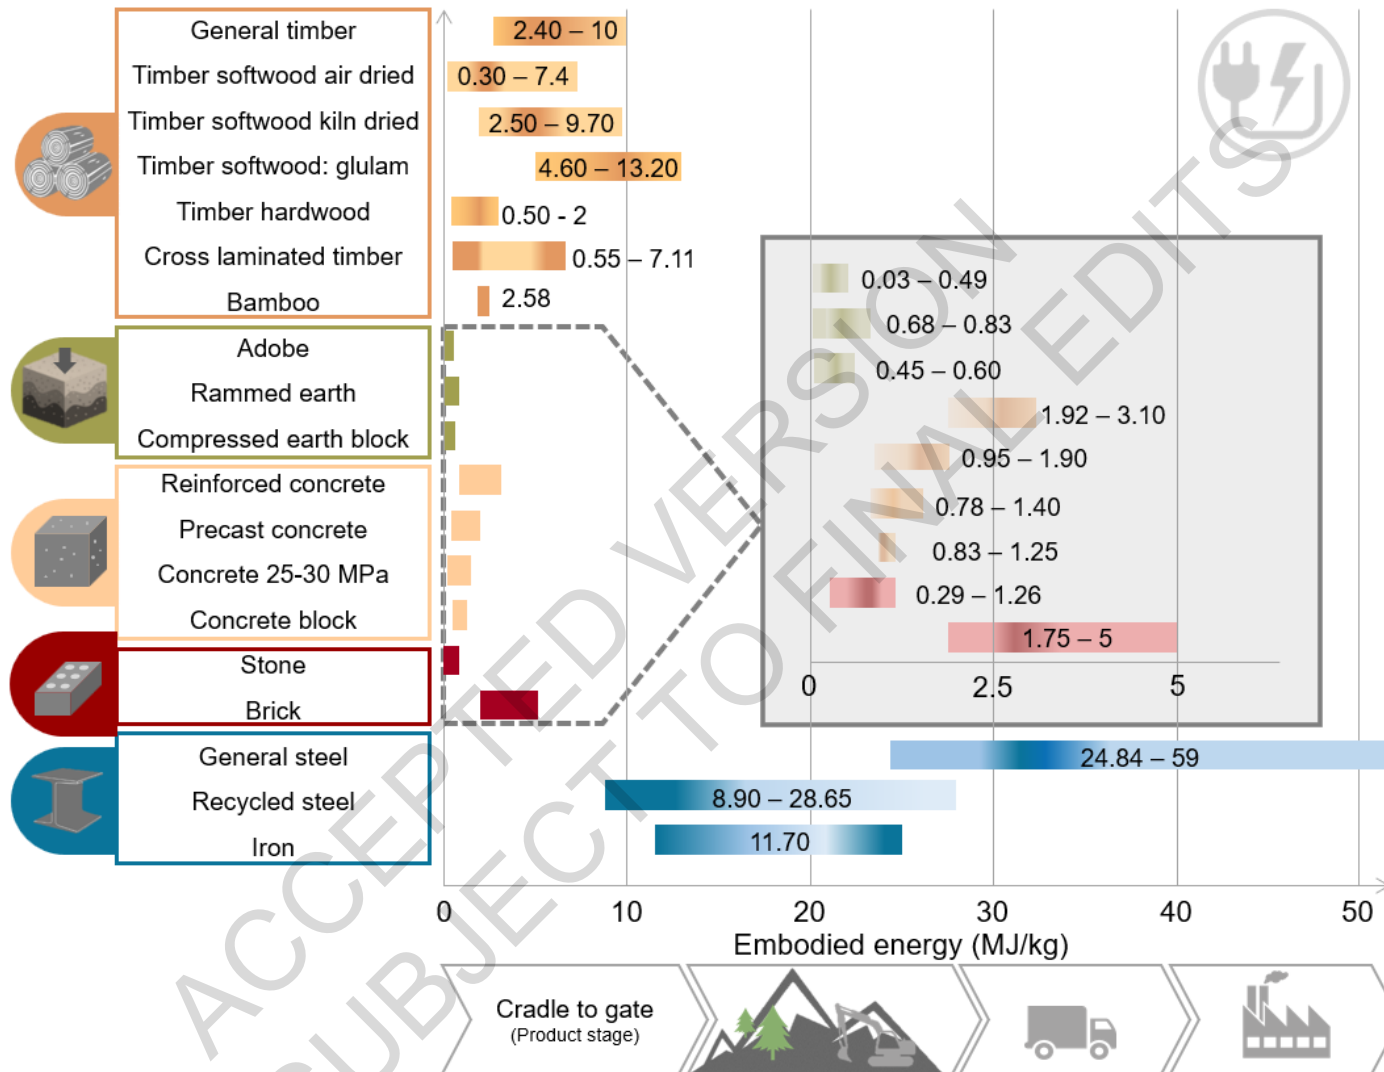 General timber
2.40 – 10
Timber softwood air dried
0.30 – 7.4
Timber softwood kiln dried
2.50 – 9.70
Timber softwood: glulam
4.60 – 13.20
Timber hardwood
0.50 - 2
Cross laminated timber
0.55 – 7.11
Bamboo
2.58
Adobe
Rammed earth
Compressed earth block
Reinforced concrete
Precast concrete
Concrete 25-30 MPa
Concrete block
Stone
Brick
0.03 – 0.49
0.68 – 0.83
0.45 – 0.60
1.92 – 3.10
0.95 – 1.90
0.78 – 1.40
0.83 – 1.25
0.29 – 1.26
1.75 – 5
0 2.5 5
General steel
24.84 – 59
Recycled steel
8.90 – 28.65
Iron
11.70
0 10 20 30 40 50
Embodied energy (MJ/kg)
Cradle to gate
(Product stage)
ACCEPTED VERSION
SUBJECT TO FINAL EDITS